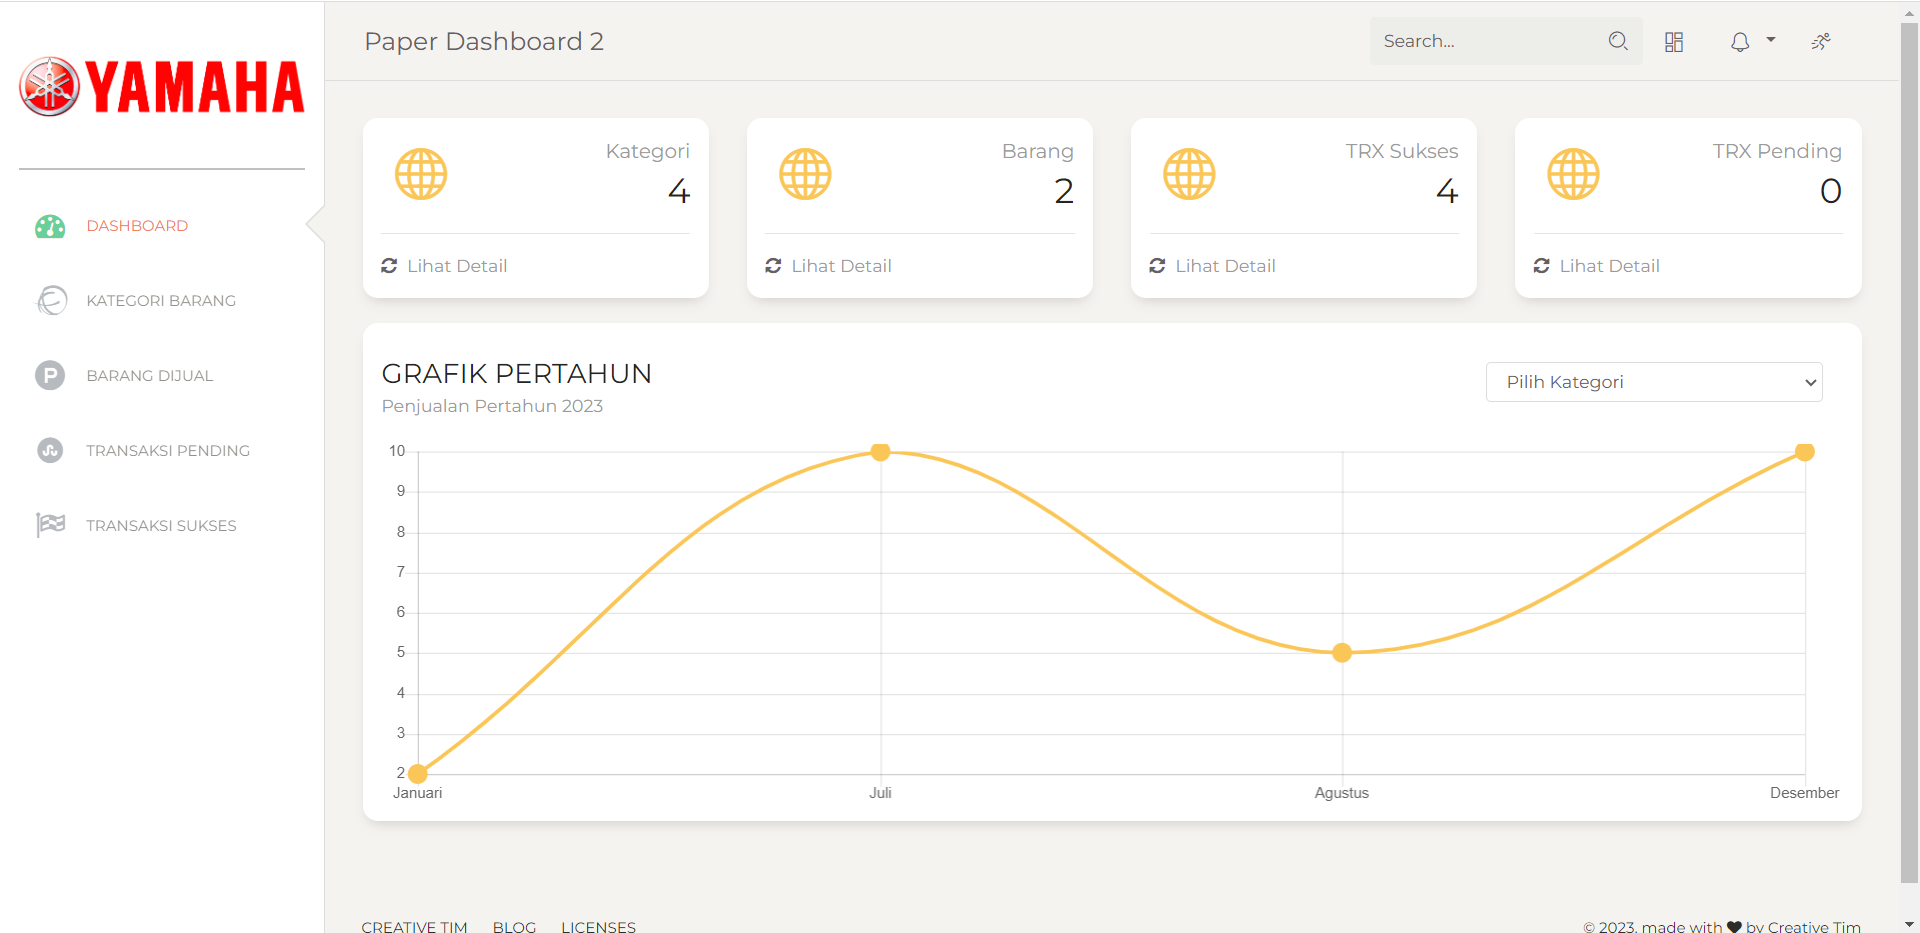 YAMAHA
DASHBOARD
KATEGORI BARANG
BARANG DIJUAL
TRANSAKSI PENDING
TRANSAKSI SUKSES
Paper Dashboard 2
Search...
Kategori
4
Lihat Detail
Barang
2
Lihat Detail
TRX Sukses
4
Lihat Detail
TRX Pending
0
Lihat Detail
GRAFIK PERTAHUN
Penjualan Pertahun 2023
Pilih Kategori
10
9
8
7
6
5
4
3
2
Januari Juli Agustus Desember
CREATIVE TIM BLOG LICENSES
© 2023, made with ♥ by Creative Tim